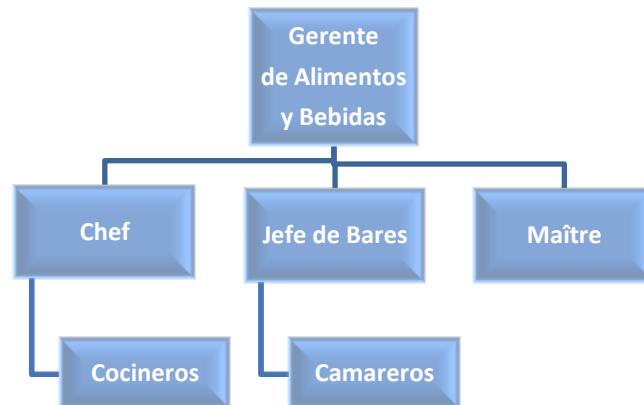 Gerente
de Alimentos
y Bebidas
Chef
Jefe de Bares
Maître
Cocineros
Camareros